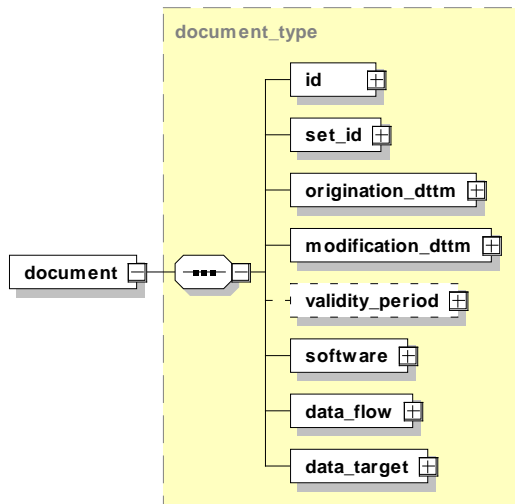 document_type
id
set_id
origination_dttm
modification_dttm
document
validity_period
software
data_flow
data_target